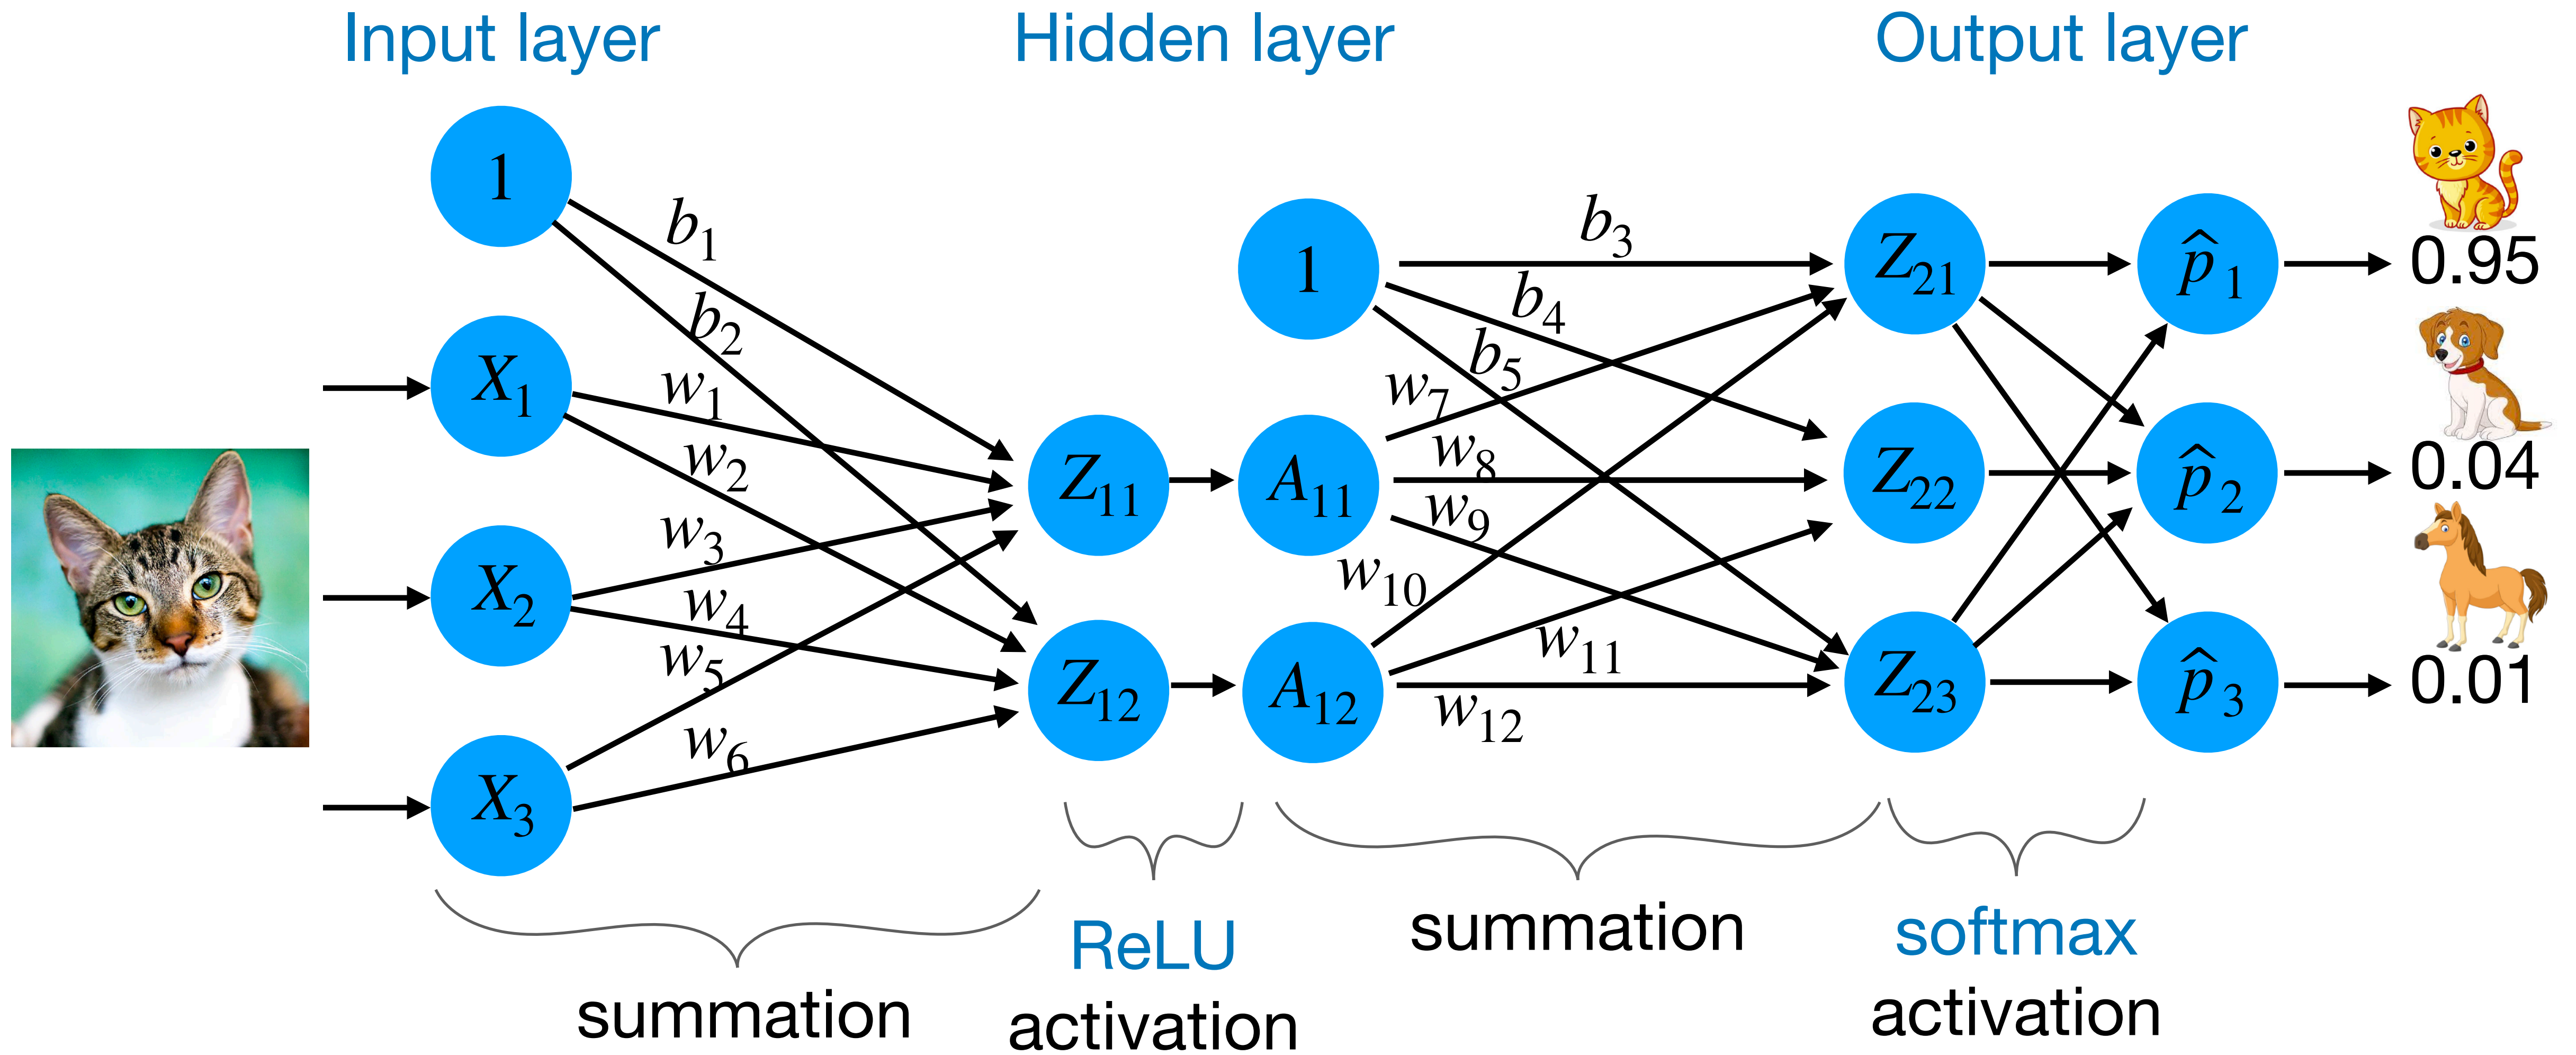 Input layer
Hidden layer
Output layer
1
b₁
b₂
X₁
w₁
w₂
X₂
w₃
w₄
X₃
w₅
w₆
Z₁₁
Z₁₂
1
b₃
b₄
b₅
A₁₁
w₇
w₈
w₉
A₁₂
w₁₀
w₁₁
w₁₂
Z₂₁
Z₂₂
Z₂₃
p̂₁
0.95
p̂₂
0.04
p̂₃
0.01
summation
ReLU
activation
summation
softmax
activation